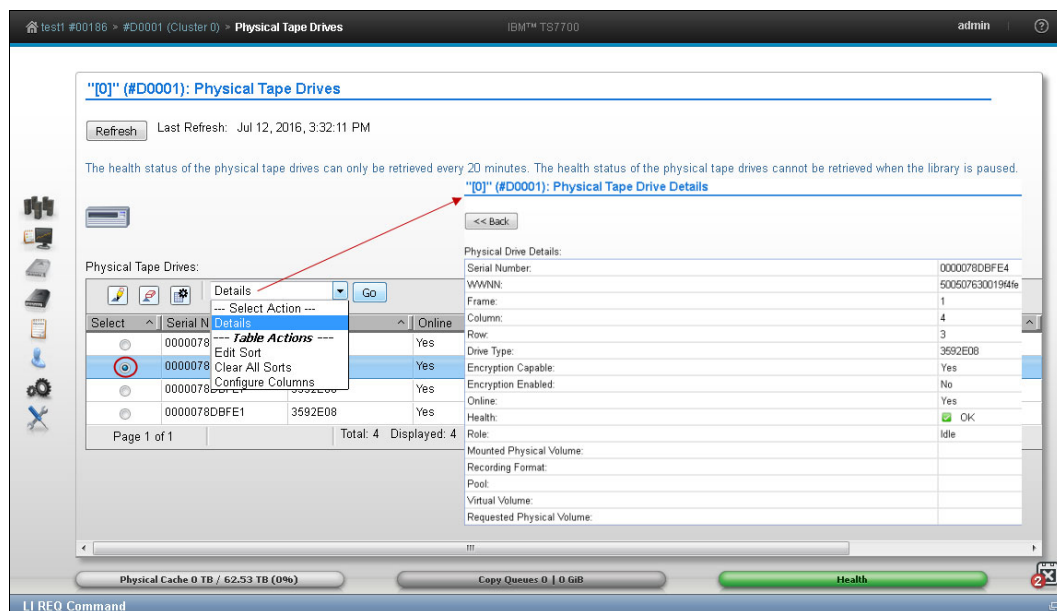 test1 #00186 > #D0001 (Cluster 0) > Physical Tape Drives
IBM™ TS7700
admin
?
"[0]" (#D0001): Physical Tape Drives
Refresh Last Refresh: Jul 12, 2016, 3:32:11 PM
The health status of the physical tape drives can only be retrieved every 20 minutes. The health status of the physical tape drives cannot be retrieved when the library is paused.
Physical Tape Drives:
Details Go
--- Select Action ---
Details
--- Table Actions ---
Edit Sort
Clear All Sorts
Configure Columns
Select Serial N Online
0000078 Yes
0000078 Yes
Yes
0000078DBFE1 3592E08 Yes
Page 1 of 1 Total: 4 Displayed: 4
"[0]" (#D0001): Physical Tape Drive Details
<< Back
Physical Drive Details:
Serial Number: 0000078DBFE4
WWNN: 500507630019f4fe
Frame: 1
Column: 4
Row: 3
Drive Type: 3592E08
Encryption Capable: Yes
Encryption Enabled: No
Online: Yes
Health: OK
Role: Idle
Mounted Physical Volume:
Recording Format:
Pool:
Virtual Volume:
Requested Physical Volume:
Physical Cache 0 TB / 62.53 TB (0%)
Copy Queues 0 | 0 GiB
Health
2
LI REQ Command